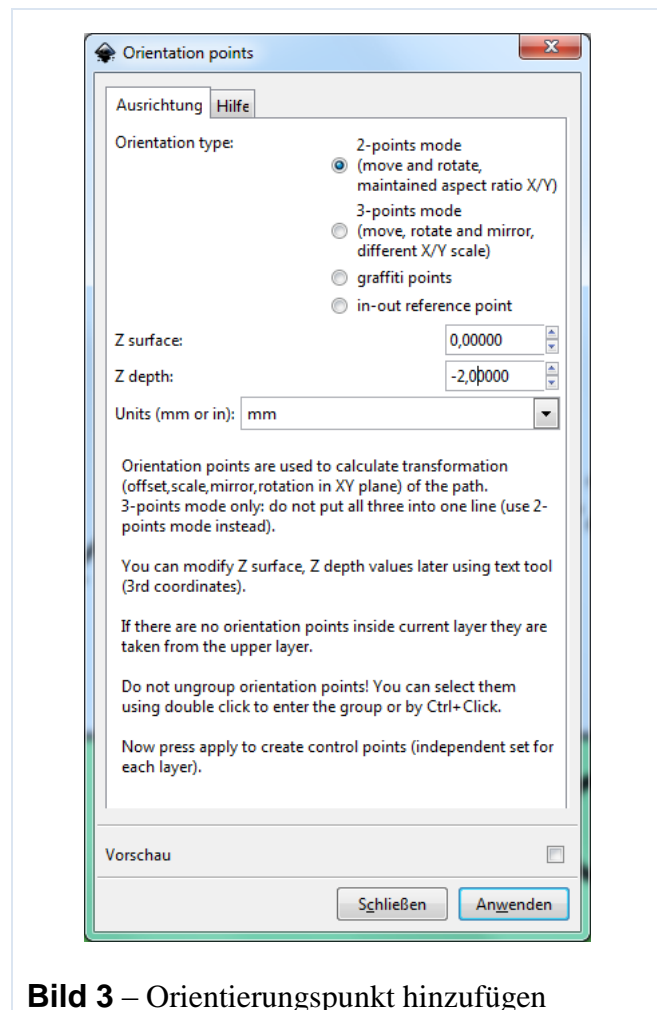 Orientation points
Ausrichtung Hilfe
Orientation type:
2-points mode
(move and rotate,
maintained aspect ratio X/Y)
3-points mode
(move, rotate and mirror,
different X/Y scale)
graffiti points
in-out reference point
Z surface: 0,00000
Z depth: -2,00000
Units (mm or in): mm
Orientation points are used to calculate transformation
(offset,scale,mirror,rotation in XY plane) of the path.
3-points mode only: do not put all three into one line (use 2-
points mode instead).
You can modify Z surface, Z depth values later using text tool
(3rd coordinates).
If there are no orientation points inside current layer they are
taken from the upper layer.
Do not ungroup orientation points! You can select them
using double click to enter the group or by Ctrl+Click.
Now press apply to create control points (independent set for
each layer).
Vorschau
Schließen Anwenden
Bild 3 – Orientierungspunkt hinzufügen